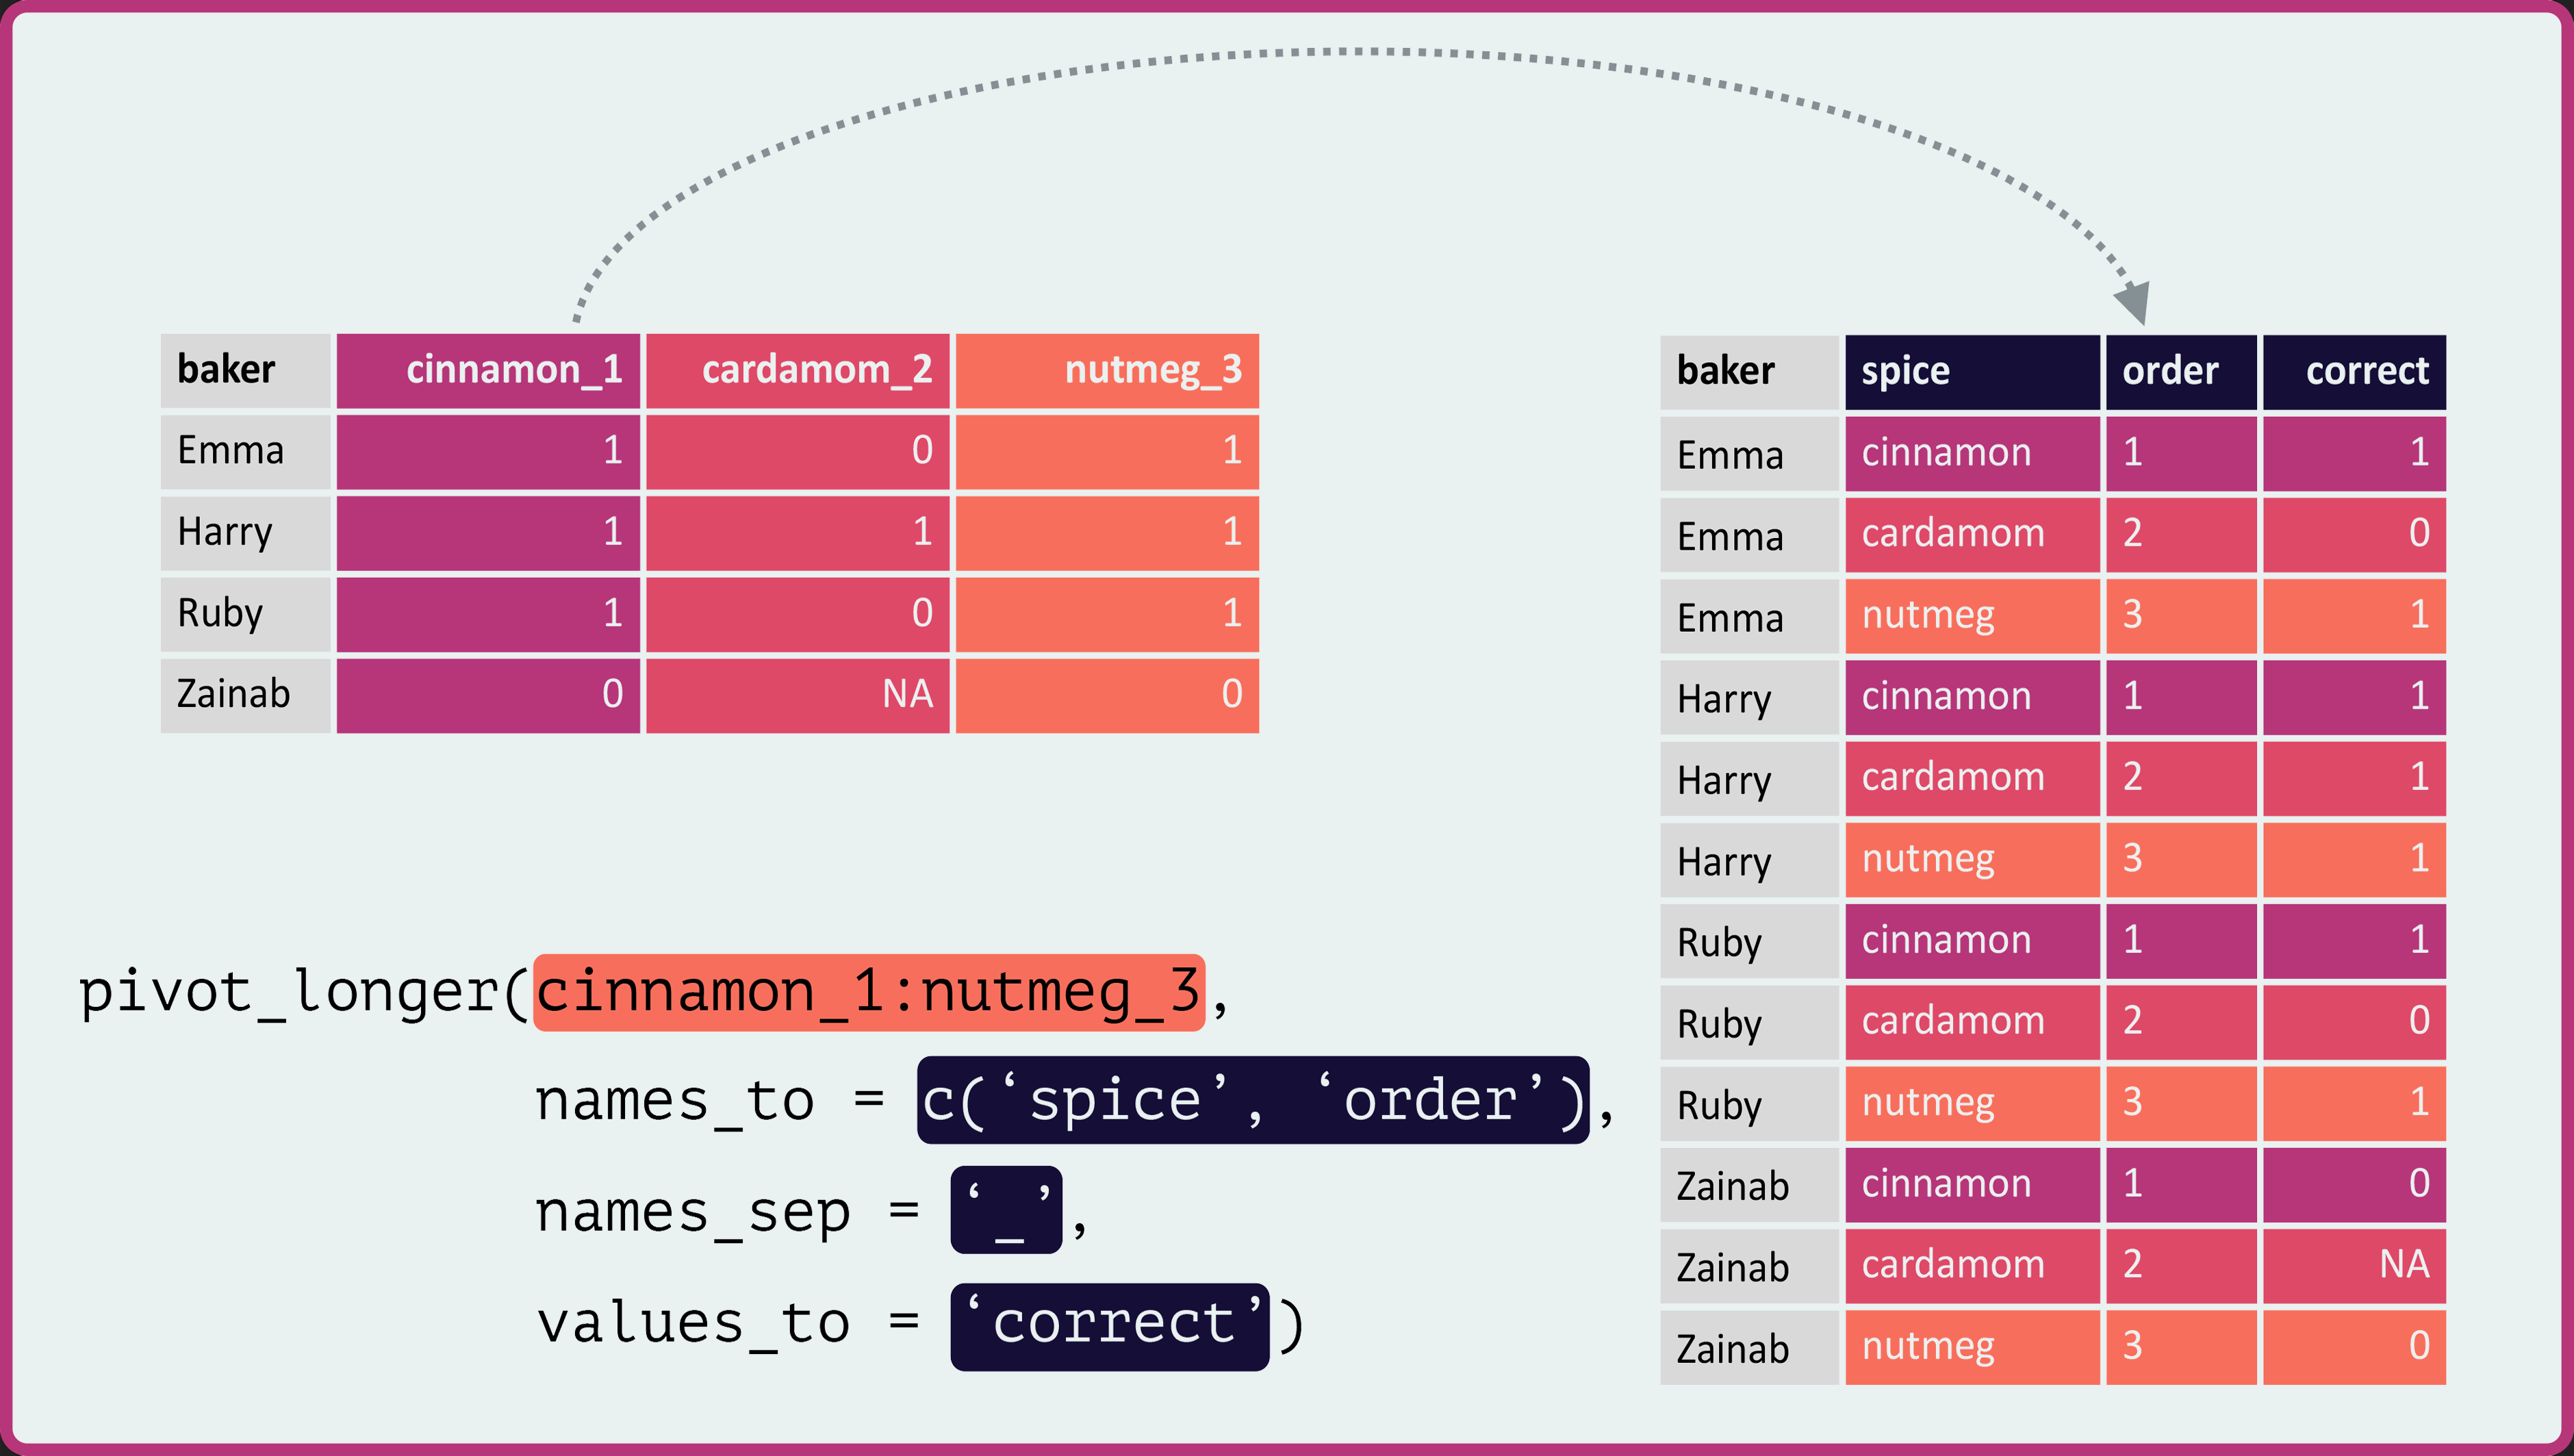 baker cinnamon_1 cardamom_2 nutmeg_3
Emma 1 0 1
Harry 1 1 1
Ruby 1 0 1
Zainab 0 NA 0
pivot_longer(cinnamon_1:nutmeg_3,
names_to = c(‘spice’, ‘order’),
names_sep = ‘_’,
values_to = ‘correct’)
baker spice order correct
Emma cinnamon 1 1
Emma cardamom 2 0
Emma nutmeg 3 1
Harry cinnamon 1 1
Harry cardamom 2 1
Harry nutmeg 3 1
Ruby cinnamon 1 1
Ruby cardamom 2 0
Ruby nutmeg 3 1
Zainab cinnamon 1 0
Zainab cardamom 2 NA
Zainab nutmeg 3 0